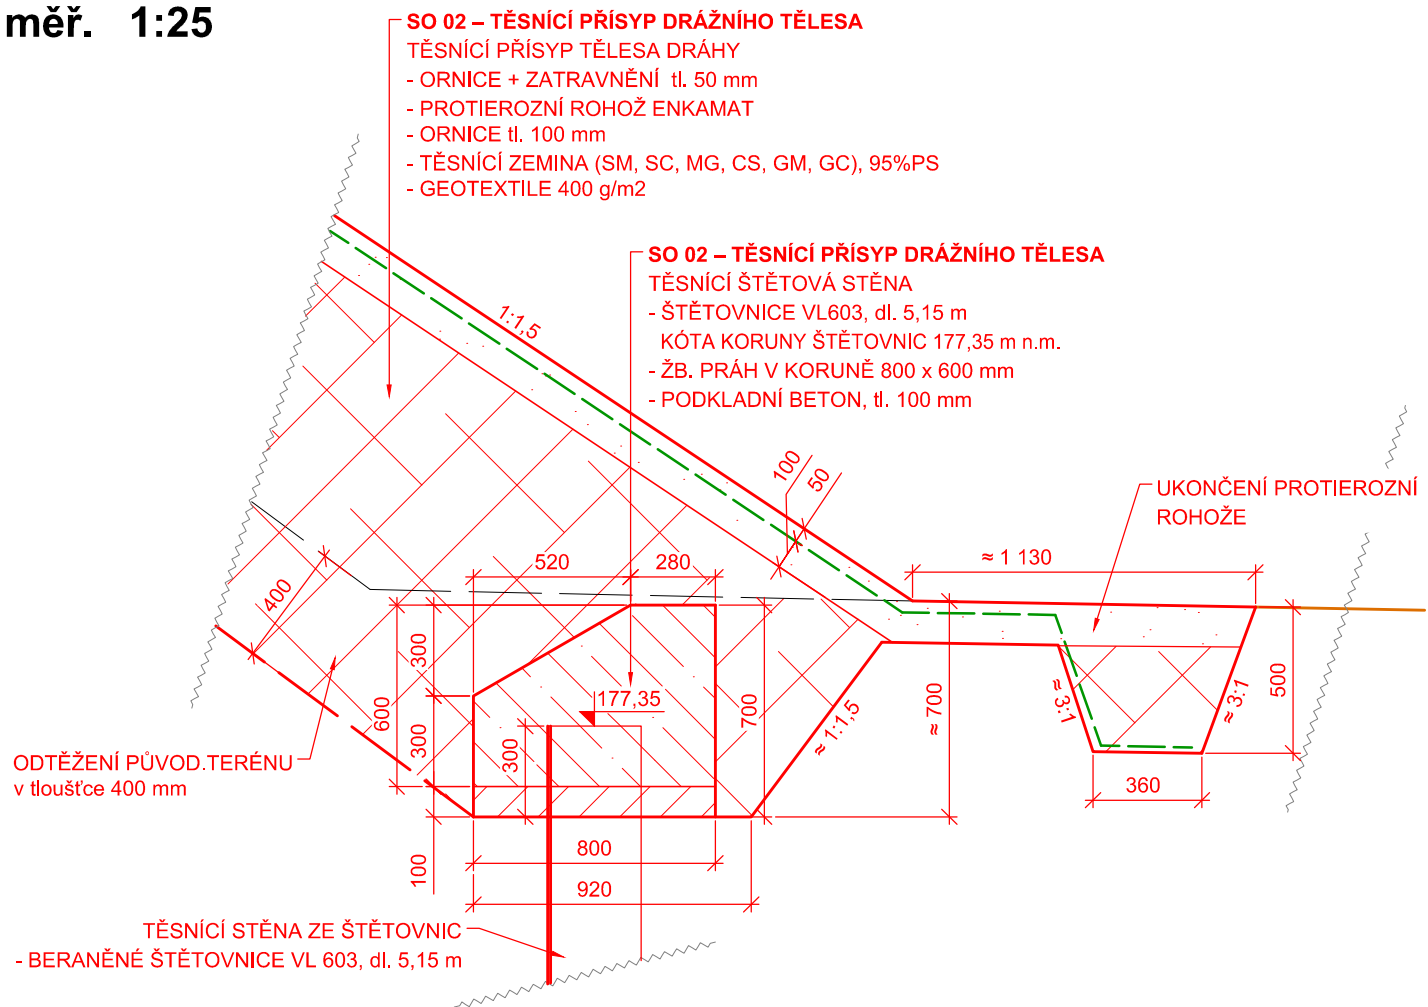 měř. 1:25
SO 02 – TĚSNÍCÍ PŘÍSYP DRÁŽNÍHO TĚLESA
TĚSNÍCÍ PŘÍSYP TĚLESA DRÁHY
- ORNICE + ZATRAVNĚNÍ tl. 50 mm
- PROTIEROZNÍ ROHOŽ ENKAMAT
- ORNICE tl. 100 mm
- TĚSNÍCÍ ZEMINA (SM, SC, MG, CS, GM, GC), 95%PS
- GEOTEXTILE 400 g/m2
SO 02 – TĚSNÍCÍ PŘÍSYP DRÁŽNÍHO TĚLESA
TĚSNÍCÍ ŠTĚTOVÁ STĚNA
- ŠTĚTOVNICE VL603, dl. 5,15 m
KÓTA KORUNY ŠTĚTOVNIC 177,35 m n.m.
- ŽB. PRÁH V KORUNĚ 800 x 600 mm
- PODKLADNÍ BETON, tl. 100 mm
1:1,5
100
50
UKONČENÍ PROTIEROZNÍ
ROHOŽE
520
280
≈ 1 130
400
300
600
300
300
177,35
700
≈ 1:1,5
≈ 700
≈ 3:1
≈ 3:1
500
360
ODTĚŽENÍ PŮVOD.TERÉNU
v tloušťce 400 mm
100
800
920
TĚSNÍCÍ STĚNA ZE ŠTĚTOVNIC
- BERANĚNÉ ŠTĚTOVNICE VL 603, dl. 5,15 m